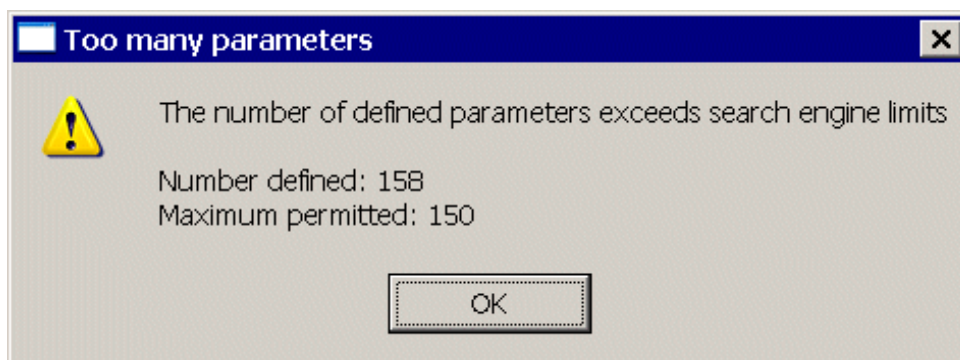 Too many parameters
The number of defined parameters exceeds search engine limits
Number defined: 158
Maximum permitted: 150
OK